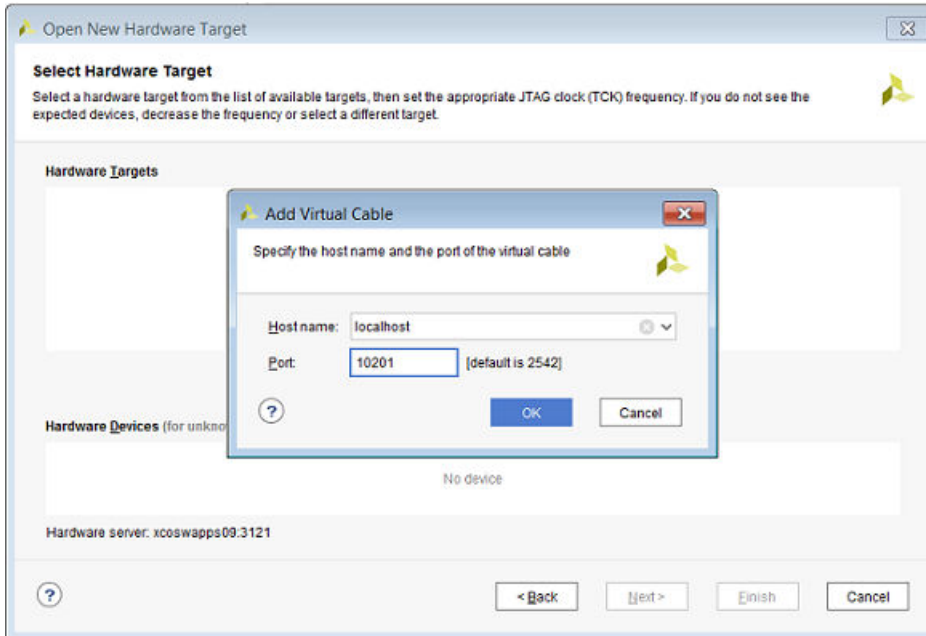 Open New Hardware Target
Select Hardware Target
Select a hardware target from the list of available targets, then set the appropriate JTAG clock (TCK) frequency. If you do not see the
expected devices, decrease the frequency or select a different target.
Hardware Targets
Add Virtual Cable
Specify the host name and the port of the virtual cable
Host name: localhost
Port: 10201 [default is 2542]
? OK Cancel
Hardware Devices (for unkno
No device
Hardware server: xcoswapps09:3121
? < Back Next > Finish Cancel